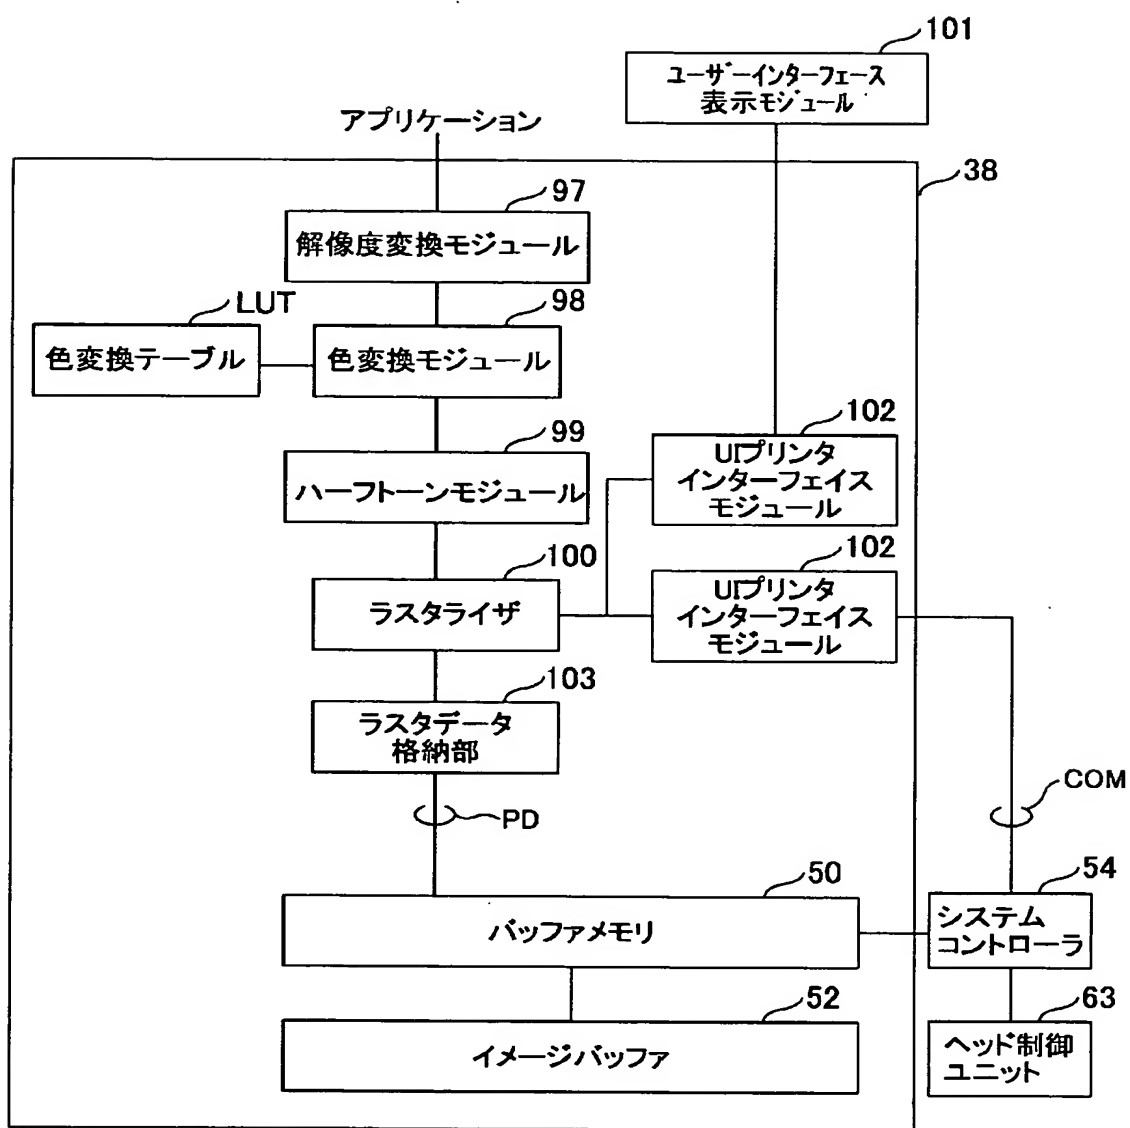 101
ユーザーインターフェース
表示モジュール
アプリケーション
38
97
解像度変換モジュール
LUT
98
色変換テーブル
色変換モジュール
99
102
UIプリンタ
インターフェイス
モジュール
ハーフトーンモジュール
100
102
ラスタライザ
UIプリンタ
インターフェイス
モジュール
103
ラスタデータ
格納部
PD
COM
50
54
バッファメモリ
システム
コントローラ
52
63
イメージバッファ
ヘッド制御
ユニット